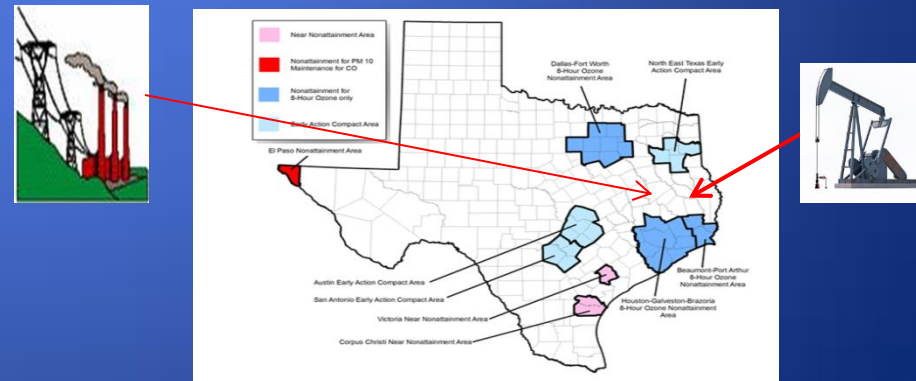 Near Nonattainment Area
Nonattainment for PM 10
Maintenance for CO
Nonattainment for
8-Hour Ozone only
Early Action Compact Area
El Paso Nonattainment Area
Dallas-Fort Worth
8-Hour Ozone
Nonattainment Area
North East Texas Early
Action Compact Area
Austin Early Action Compact Area
San Antonio Early Action Compact Area
Victoria Near Nonattainment Area
Corpus Christi Near Nonattainment Area
Beaumont-Port Arthur
8-Hour Ozone
Nonattainment Area
Houston-Galveston-Brazoria
8-Hour Ozone Nonattainment
Area